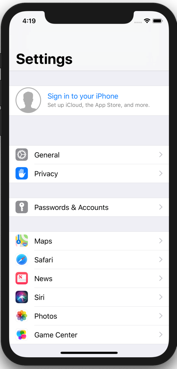 4:19
Settings
Sign in to your iPhone
Set up iCloud, the App Store, and more.
General
Privacy
Passwords & Accounts
Maps
Safari
News
Siri
Photos
Game Center